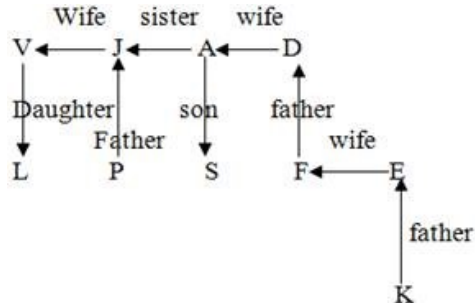 Wife sister wife
V J A D
Daughter son father
Father wife
L P S F E
father
K